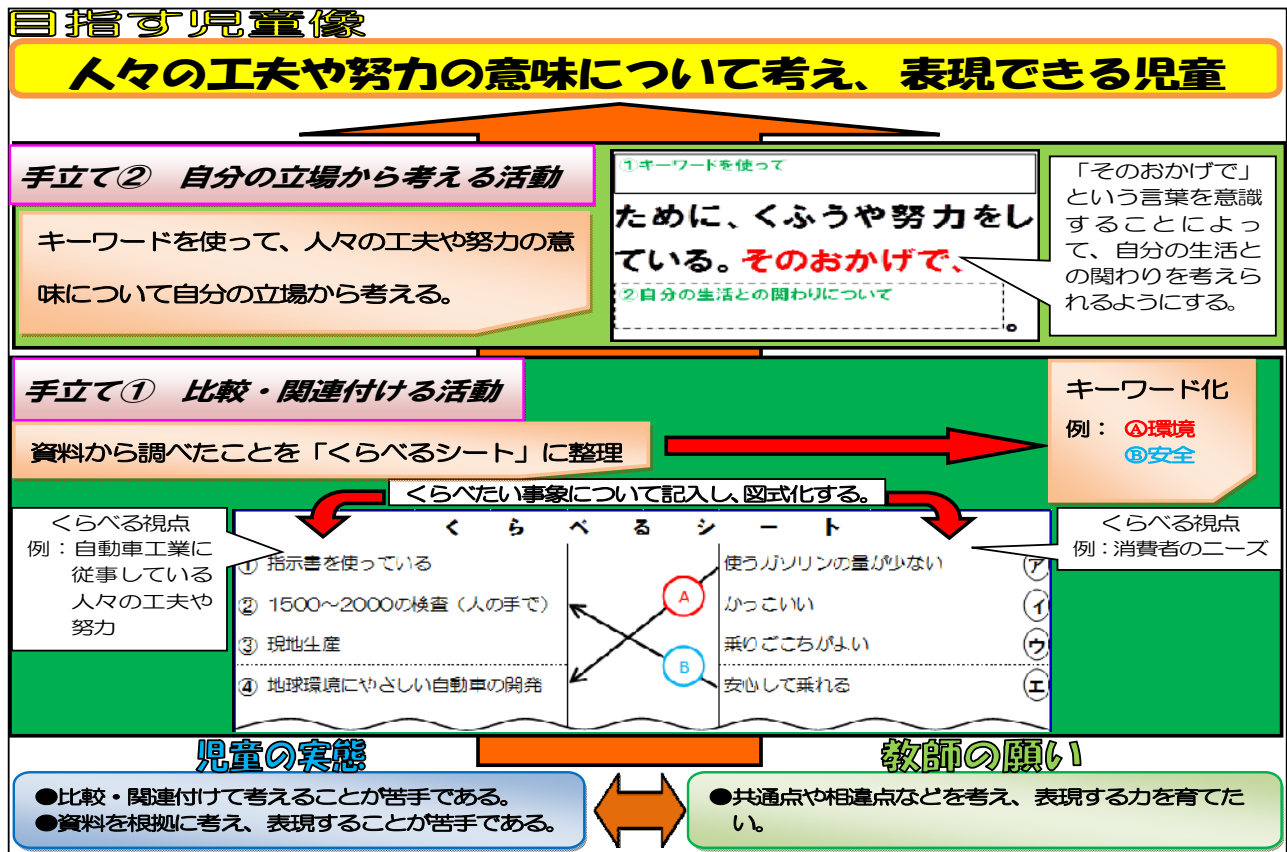 目指す児童像
人々の工夫や努力の意味について考え、表現できる児童
手立て② 自分の立場から考える活動
キーワードを使って、人々の工夫や努力の意
味について自分の立場から考える。
①キーワードを使って
ために、くふうや努力をし
ている。そのおかげで、
②自分の生活との関わりについて
。
「そのおかげで」
という言葉を意識
することによっ
て、自分の生活と
の関わりを考えら
れるようにする。
手立て① 比較・関連付ける活動
資料から調べたことを「くらべるシート」に整理
キーワード化
例： Ⓐ環境
Ⓑ安全
くらべたい事象について記入し、図式化する。
くらべる視点
例：自動車工業に
従事している
人々の工夫や
努力
くらべるシート
① 指示書を使っている
② 1500～2000の検査（人の手で）
③ 現地生産
④ 地球環境にやさしい自動車の開発
A
B
使うガソリンの量が少ない ㋐
かっこいい ㋑
乗りごこちがよい ㋒
安心して乗れる ㋓
くらべる視点
例：消費者のニーズ
児童の実態
●比較・関連付けて考えることが苦手である。
●資料を根拠に考え、表現することが苦手である。
教師の願い
●共通点や相違点などを考え、表現する力を育てた
い。